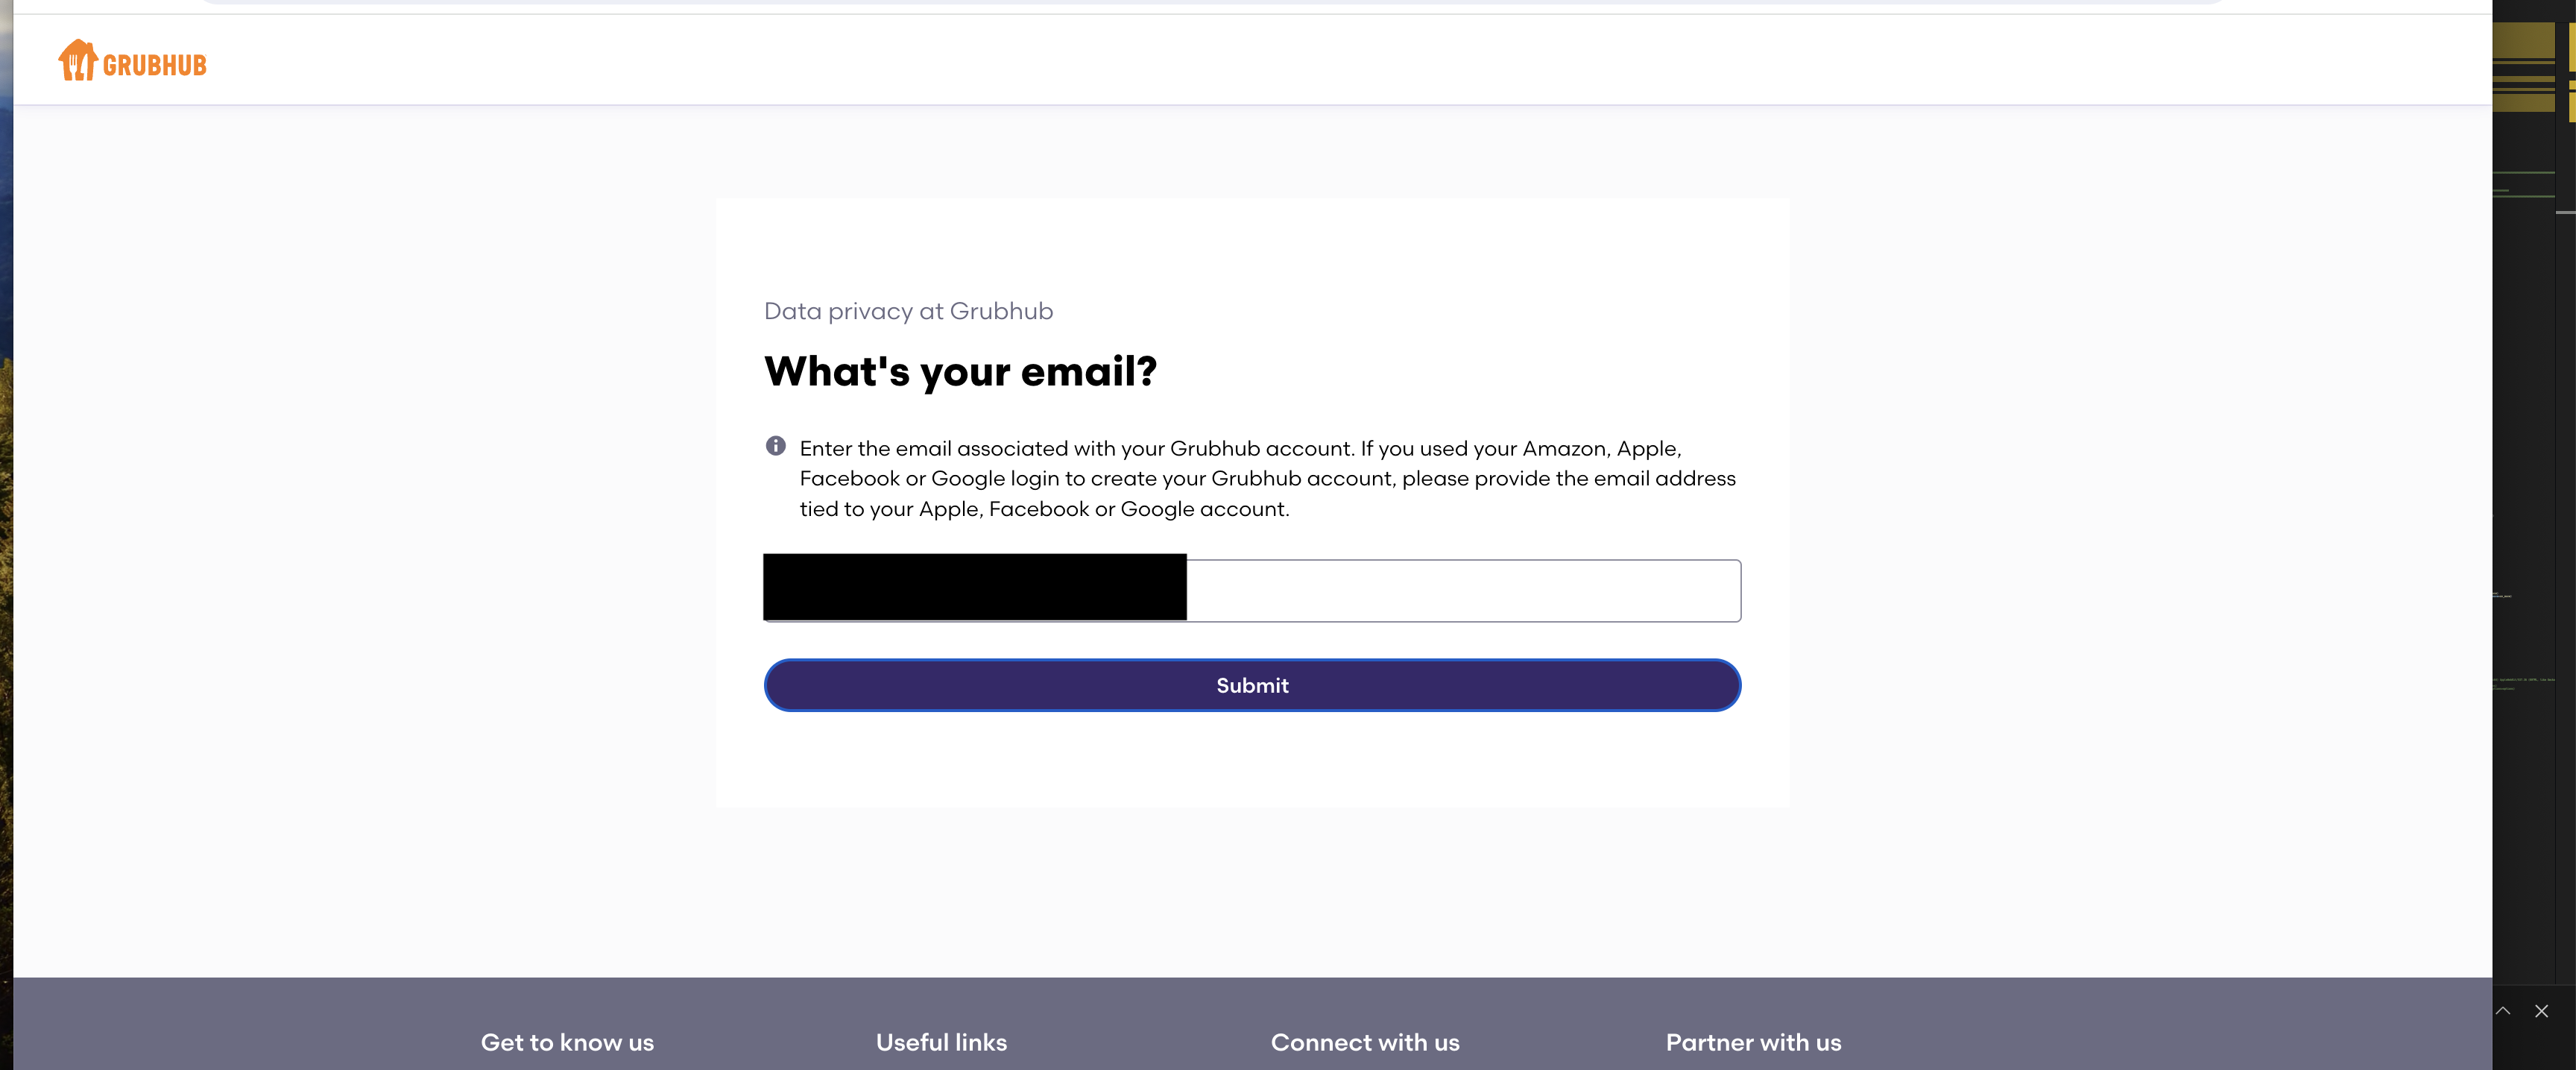 GRUBHUB
Data privacy at Grubhub
What's your email?
Enter the email associated with your Grubhub account. If you used your Amazon, Apple,
Facebook or Google login to create your Grubhub account, please provide the email address
tied to your Apple, Facebook or Google account.
Submit
Get to know us
Useful links
Connect with us
Partner with us